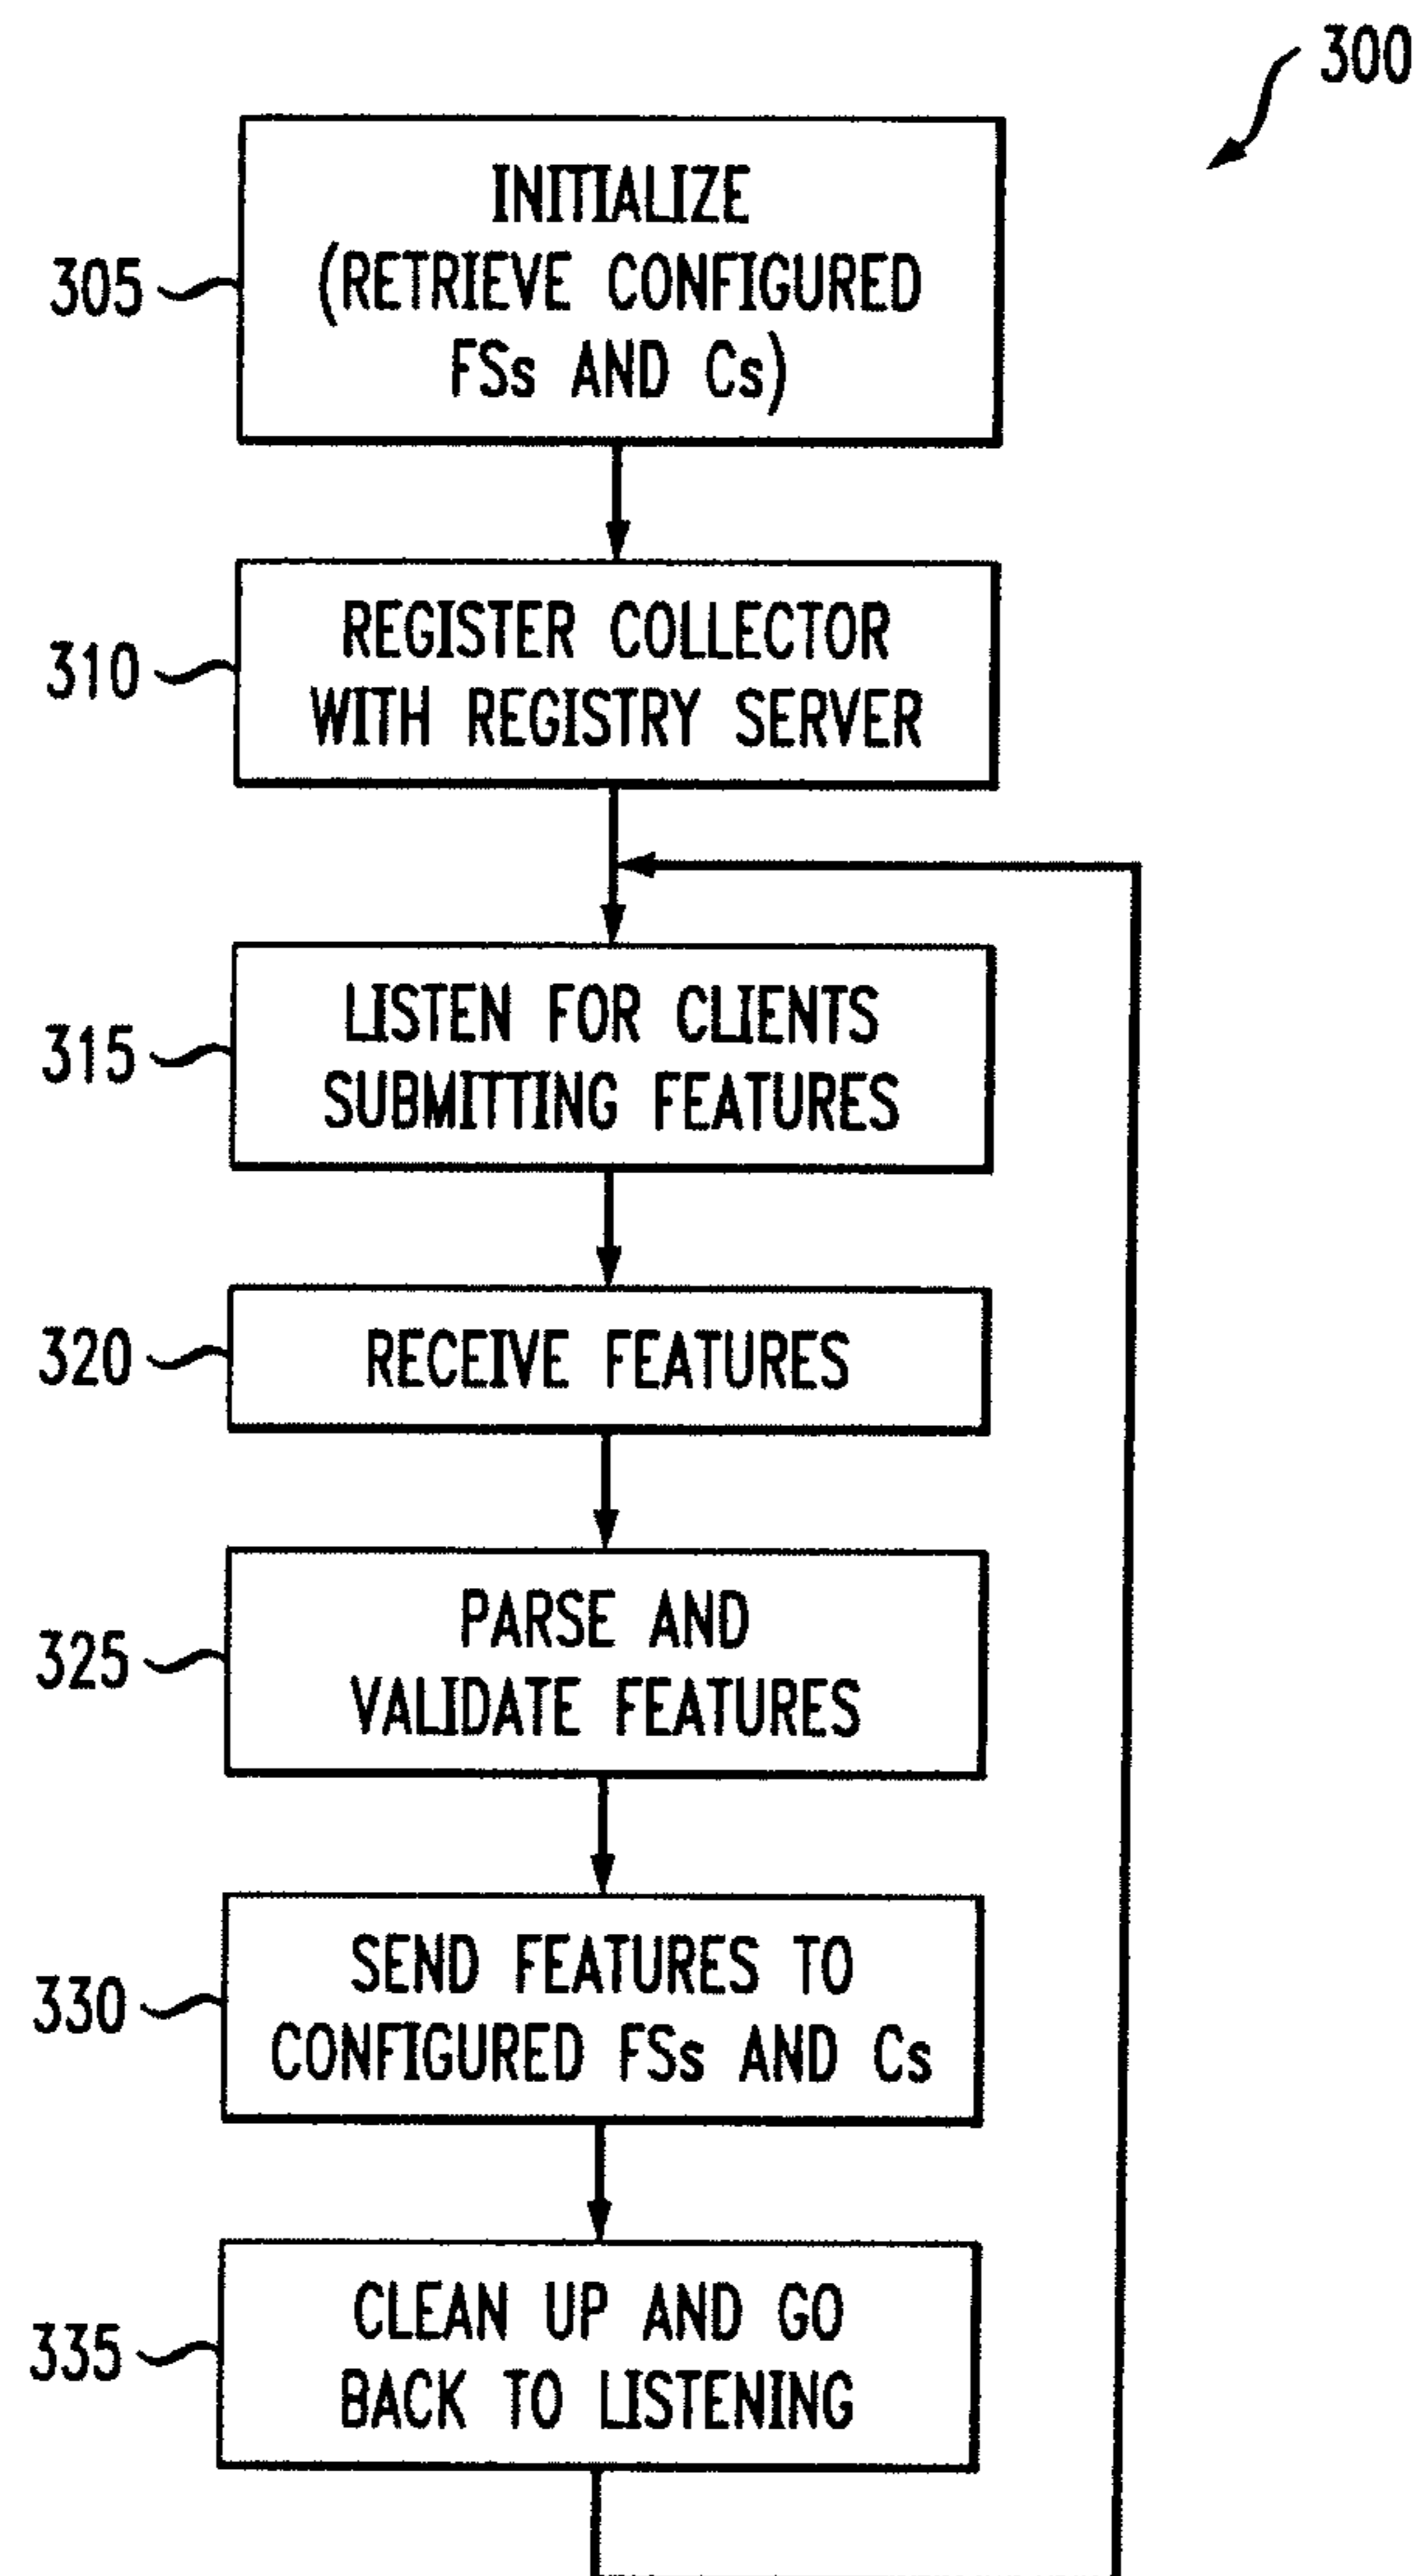 300
305
INITIALIZE
(RETRIEVE CONFIGURED
FSs AND Cs)
310
REGISTER COLLECTOR
WITH REGISTRY SERVER
315
LISTEN FOR CLIENTS
SUBMITTING FEATURES
320
RECEIVE FEATURES
325
PARSE AND
VALIDATE FEATURES
330
SEND FEATURES TO
CONFIGURED FSs AND Cs
335
CLEAN UP AND GO
BACK TO LISTENING